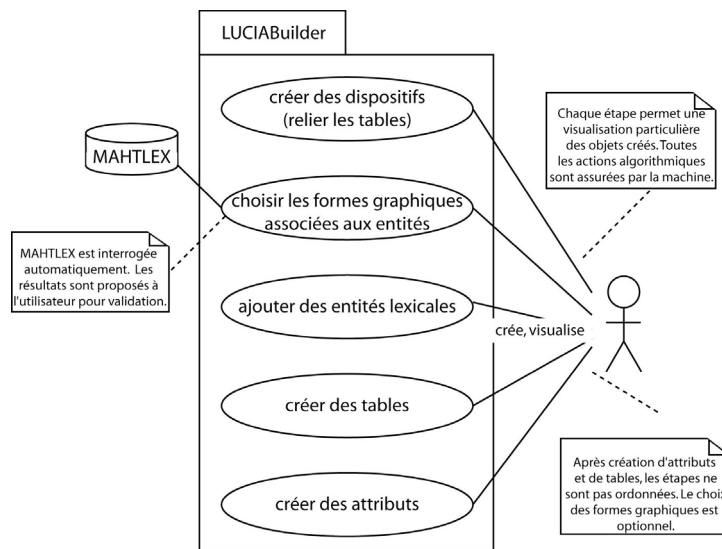 LUCIABuilder
créer des dispositifs
(relier les tables)
Chaque étape permet une
visualisation particulière
des objets créés. Toutes
les actions algorithmiques
sont assurées par la machine.
MAHTLEX
choisir les formes graphiques
associées aux entités
MAHTLEX est interrogée
automatiquement. Les
résultats sont proposés à
l'utilisateur pour validation.
ajouter des entités lexicales
crée, visualise
créer des tables
Après création d'attributs
et de tables, les étapes ne
sont pas ordonnées. Le choix
des formes graphiques est
optionnel.
créer des attributs